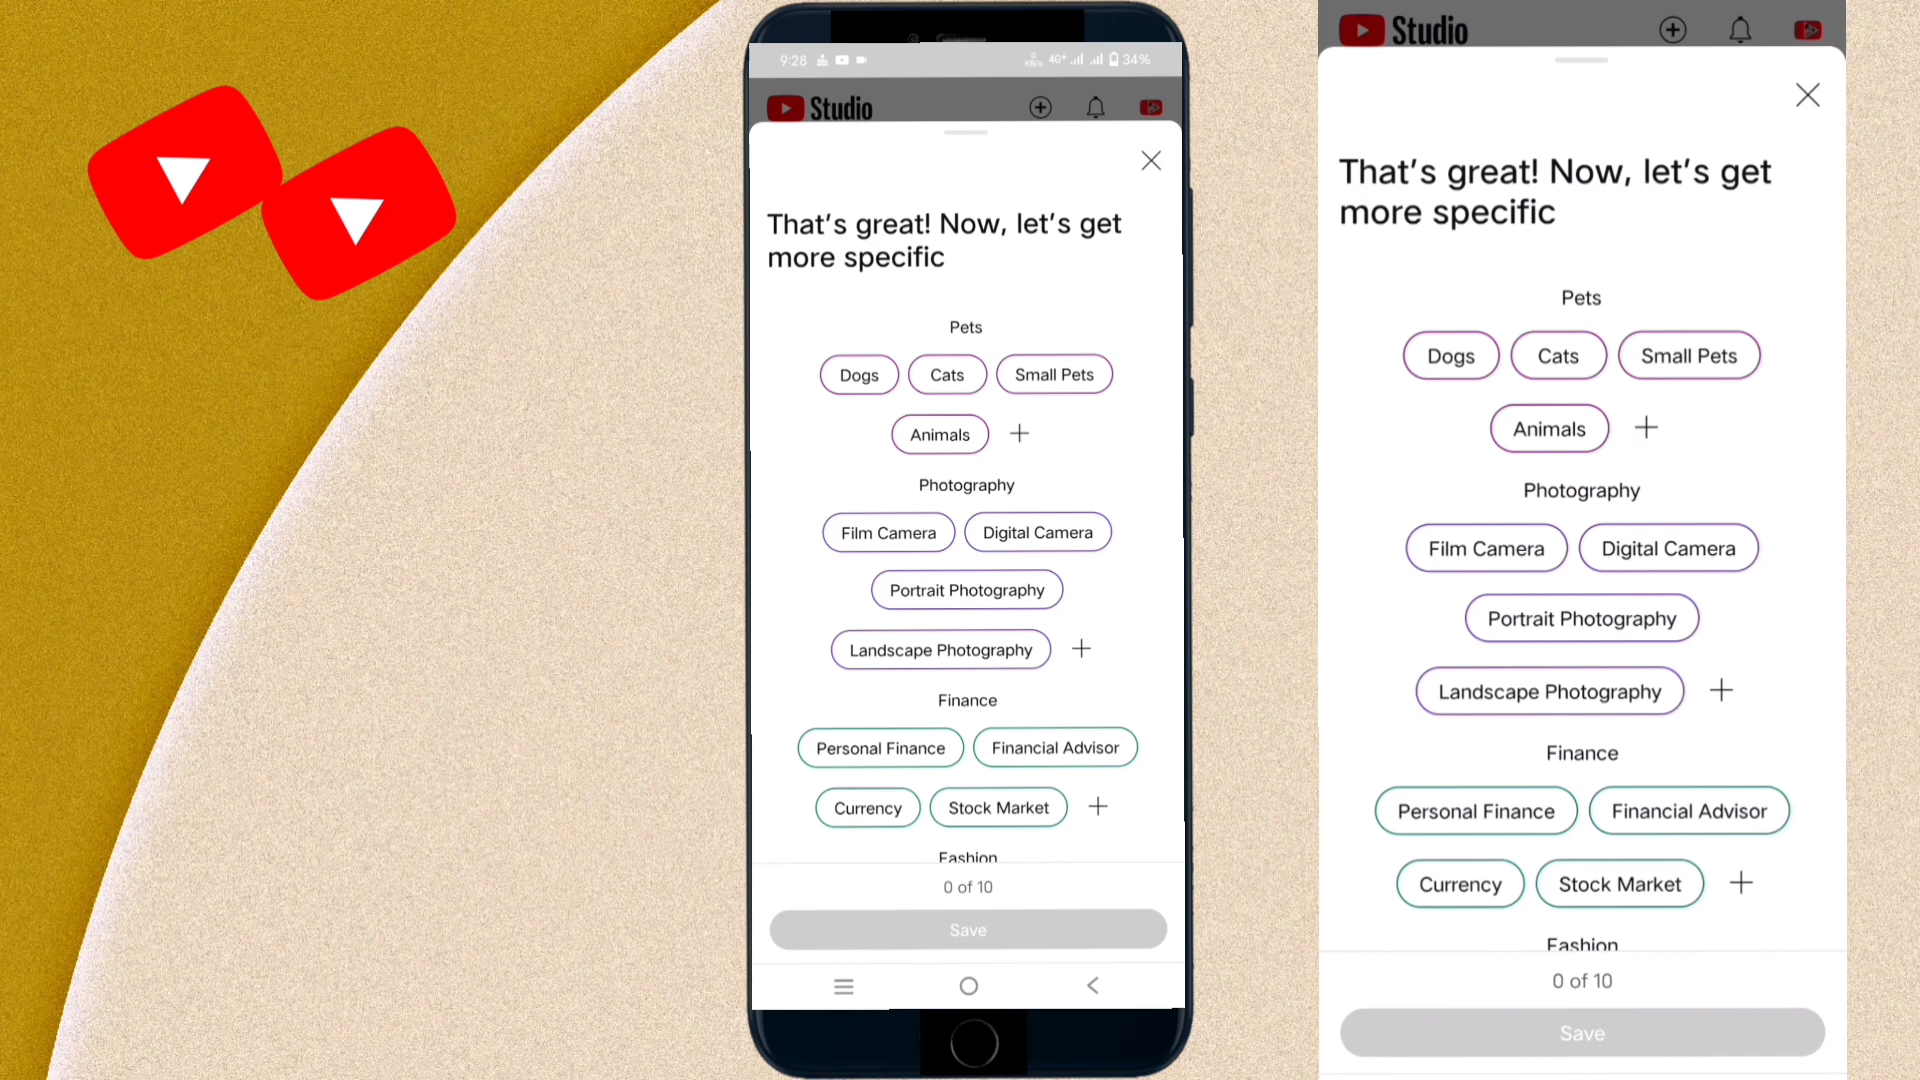 9:28
0
KB/s
4G+
34%
Studio
That's great! Now, let's get
more specific
Pets
Dogs
Cats
Small Pets
Animals
Photography
Film Camera
Digital Camera
Portrait Photography
Landscape Photography
Finance
Personal Finance
Financial Advisor
Currency
Stock Market
Fashion
0 of 10
Save
Studio
That's great! Now, let's get
more specific
Pets
Dogs
Cats
Small Pets
Animals
Photography
Film Camera
Digital Camera
Portrait Photography
Landscape Photography
Finance
Personal Finance
Financial Advisor
Currency
Stock Market
Fashion
0 of 10
Save